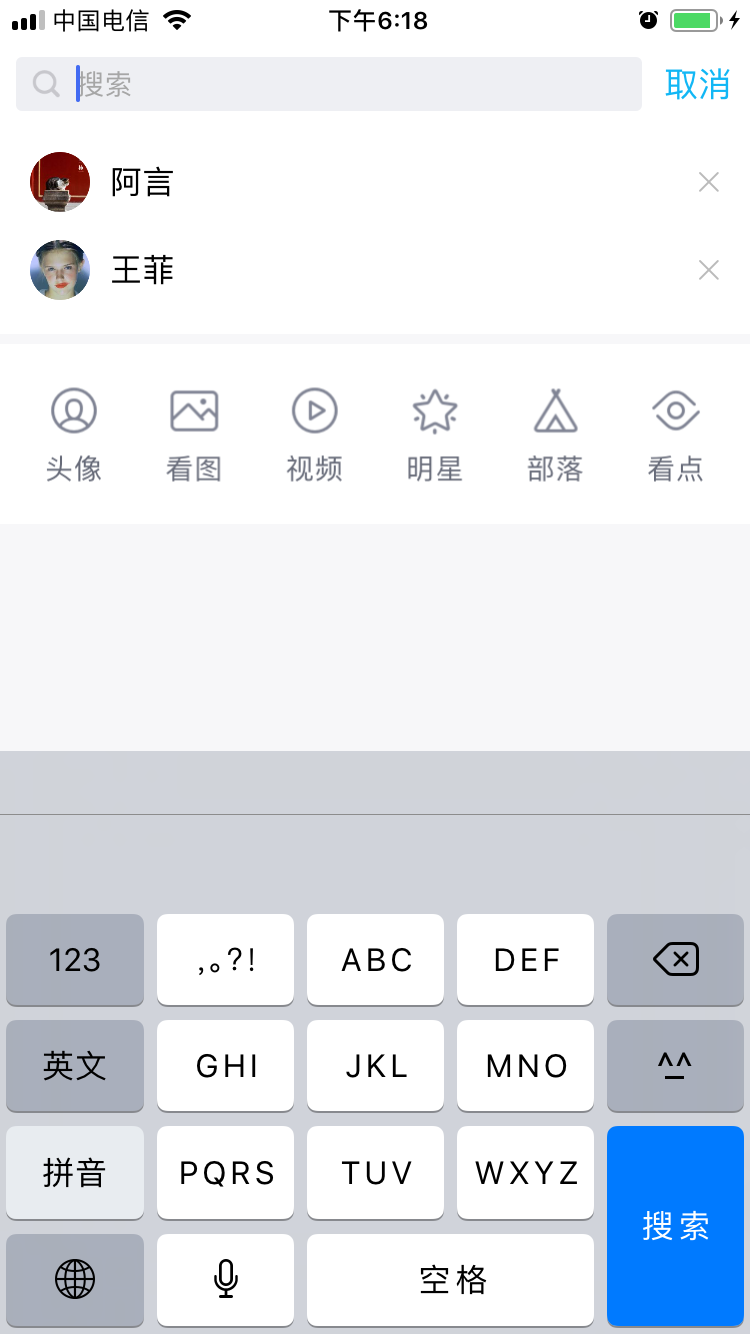 中国电信 下午6:18
搜索 取消
阿言
王菲
头像 看图 视频 明星 部落 看点
123 ,。?! ABC DEF
英文 GHI JKL MNO ^^
拼音 PQRS TUV WXYZ
搜索
空格